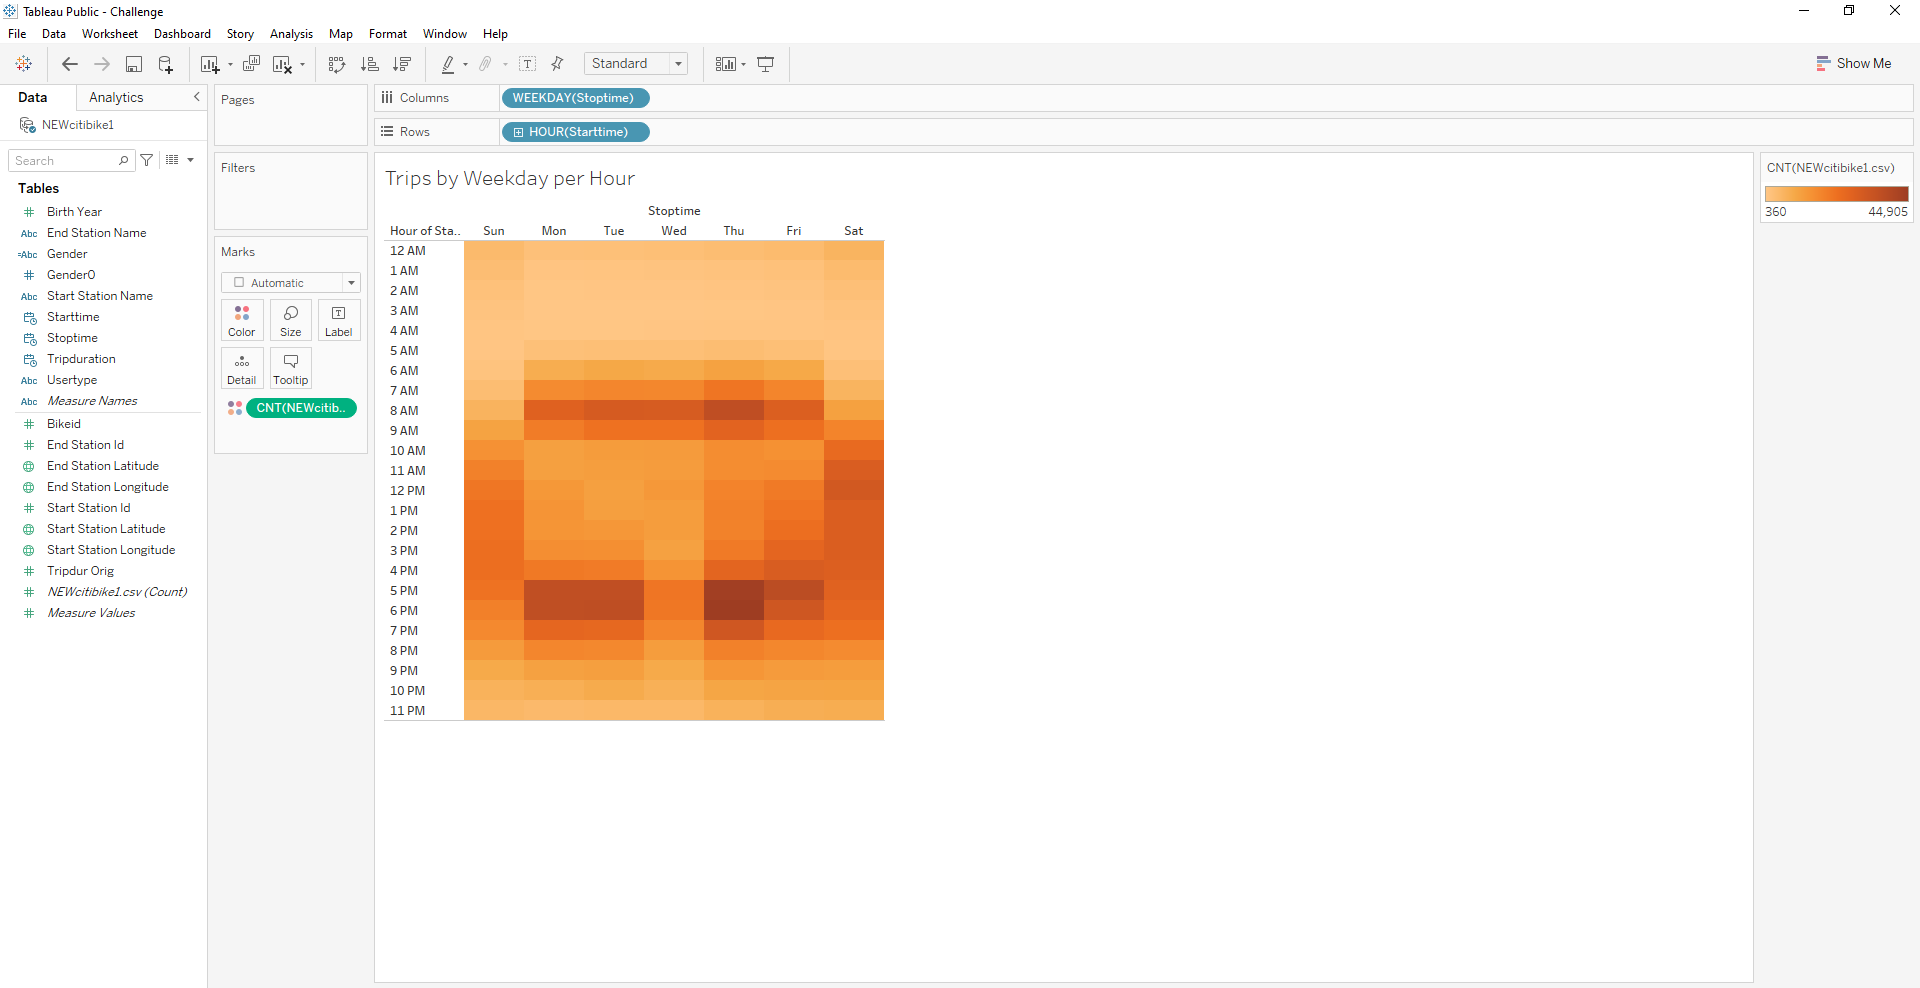 Tableau Public - Challenge
File Data Worksheet Dashboard Story Analysis Map Format Window Help
Standard
Show Me
Data Analytics
NEWcitibike1
Search
Tables
# Birth Year
Abc End Station Name
=Abc Gender
# Gender0
Abc Start Station Name
Starttime
Stoptime
Tripduration
Abc Usertype
Abc Measure Names
# Bikeid
# End Station Id
End Station Latitude
End Station Longitude
# Start Station Id
Start Station Latitude
Start Station Longitude
# Tripdur Orig
# NEWcitibike1.csv (Count)
# Measure Values
Pages
Filters
Marks
Automatic
Color Size Label
Detail Tooltip
CNT(NEWcitib..
Columns WEEKDAY(Stoptime)
Rows HOUR(Starttime)
Trips by Weekday per Hour
Stoptime
Hour of Sta.. Sun Mon Tue Wed Thu Fri Sat
12 AM
1 AM
2 AM
3 AM
4 AM
5 AM
6 AM
7 AM
8 AM
9 AM
10 AM
11 AM
12 PM
1 PM
2 PM
3 PM
4 PM
5 PM
6 PM
7 PM
8 PM
9 PM
10 PM
11 PM
CNT(NEWcitibike1.csv)
360 44,905